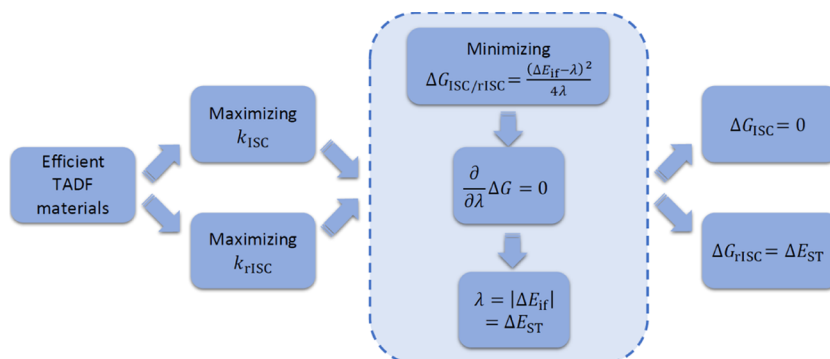 Efficient
TADF
materials
Maximizing
k_ISC
Maximizing
k_rISC
Minimizing
ΔG_ISC/rISC = (ΔE_if−λ)²/4λ
∂/∂λ ΔG = 0
λ = |ΔE_if|
= ΔE_ST
ΔG_ISC = 0
ΔG_rISC = ΔE_ST